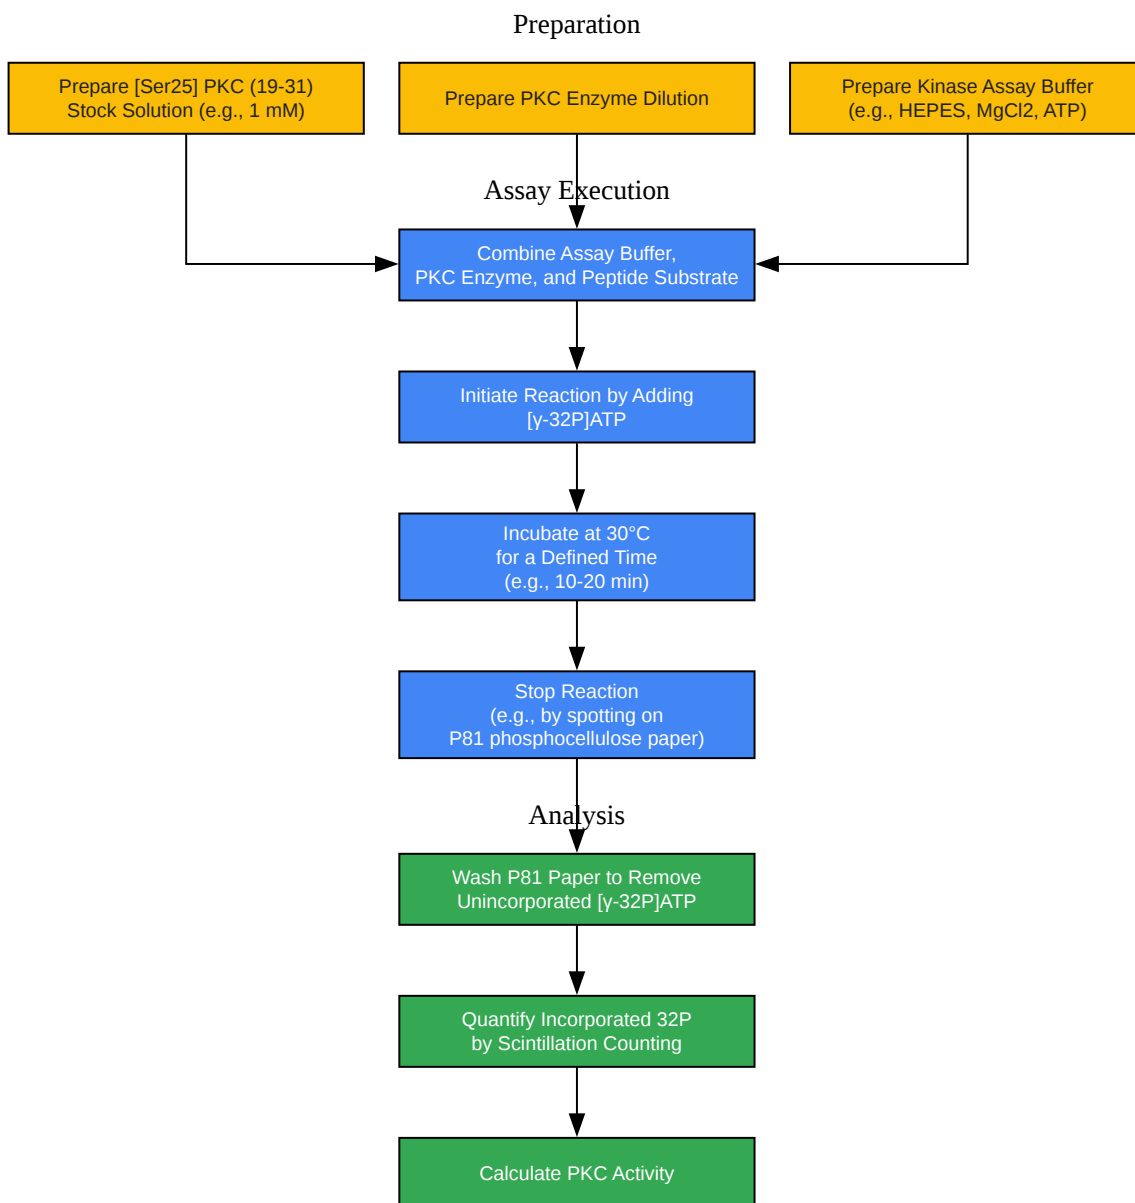 Preparation
Prepare [Ser25] PKC (19-31)
Stock Solution (e.g., 1 mM)
Prepare PKC Enzyme Dilution
Prepare Kinase Assay Buffer
(e.g., HEPES, MgCl2, ATP)
Assay Execution
Combine Assay Buffer,
PKC Enzyme, and Peptide Substrate
Initiate Reaction by Adding
[γ-32P]ATP
Incubate at 30°C
for a Defined Time
(e.g., 10-20 min)
Stop Reaction
(e.g., by spotting on
P81 phosphocellulose paper)
Analysis
Wash P81 Paper to Remove
Unincorporated [γ-32P]ATP
Quantify Incorporated 32P
by Scintillation Counting
Calculate PKC Activity